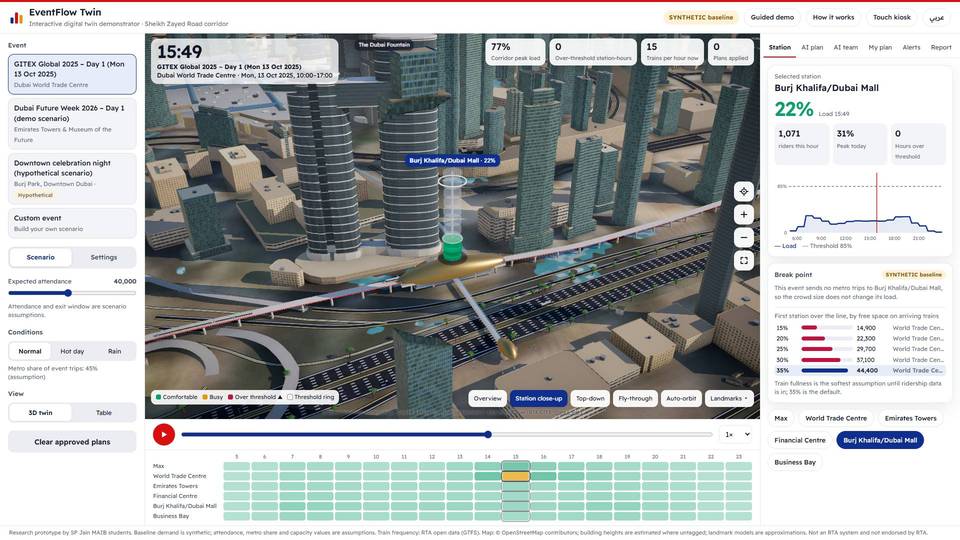 EventFlow Twin
Interactive digital twin demonstrator · Sheikh Zayed Road corridor
SYNTHETIC baseline
Guided demo
How it works
Touch kiosk
عربي
Event
GITEX Global 2025 – Day 1 (Mon
13 Oct 2025)
Dubai World Trade Centre
Dubai Future Week 2026 – Day 1
(demo scenario)
Emirates Towers & Museum of the
Future
Downtown celebration night
(hypothetical scenario)
Burj Park, Downtown Dubai ·
Hypothetical
Custom event
Build your own scenario
Scenario
Settings
Expected attendance 40,000
Attendance and exit window are scenario
assumptions.
Conditions
Normal
Hot day
Rain
Metro share of event trips: 45%
(assumption)
View
3D twin
Table
Clear approved plans
15:49
GITEX Global 2025 – Day 1 (Mon 13 Oct 2025)
Dubai World Trade Centre · Mon, 13 Oct 2025, 10:00–17:00
The Dubai Fountain
77%
Corridor peak load
0
Over-threshold station-hours
15
Trains per hour now
0
Plans applied
Burj Khalifa/Dubai Mall · 22%
+
−
Comfortable
Busy
Over threshold ▲
Threshold ring
Overview
Station close-up
Top-down
Fly-through
Auto-orbit
Landmarks
1×
5 6 7 8 9 10 11 12 13 14 15 16 17 18 19 20 21 22 23
Max
World Trade Centre
Emirates Towers
Financial Centre
Burj Khalifa/Dubai Mall
Business Bay
Station
AI plan
AI team
My plan
Alerts
Report
Selected station
Burj Khalifa/Dubai Mall
22% Load 15:49
1,071
riders this hour
31%
Peak today
0
Hours over
threshold
85%
0
6:00 9:00 12:00 15:00 18:00 21:00
— Load
— Threshold 85%
Break point
SYNTHETIC baseline
This event sends no metro trips to Burj Khalifa/Dubai Mall,
so the crowd size does not change its load.
First station over the line, by free space on arriving trains
15% 14,900 World Trade Cen...
20% 22,300 World Trade Cen...
25% 29,700 World Trade Cen...
30% 37,100 World Trade Cen...
35% 44,400 World Trade Ce...
Train fullness is the softest assumption until ridership data
is in; 35% is the default.
Max
World Trade Centre
Emirates Towers
Financial Centre
Burj Khalifa/Dubai Mall
Business Bay
Research prototype by SP Jain MAIB students. Baseline demand is synthetic; attendance, metro share and capacity values are assumptions. Train frequency: RTA open data (GTFS). Map: © OpenStreetMap contributors; building heights are estimated where untagged; landmark models are approximations. Not an RTA system and not endorsed by RTA.